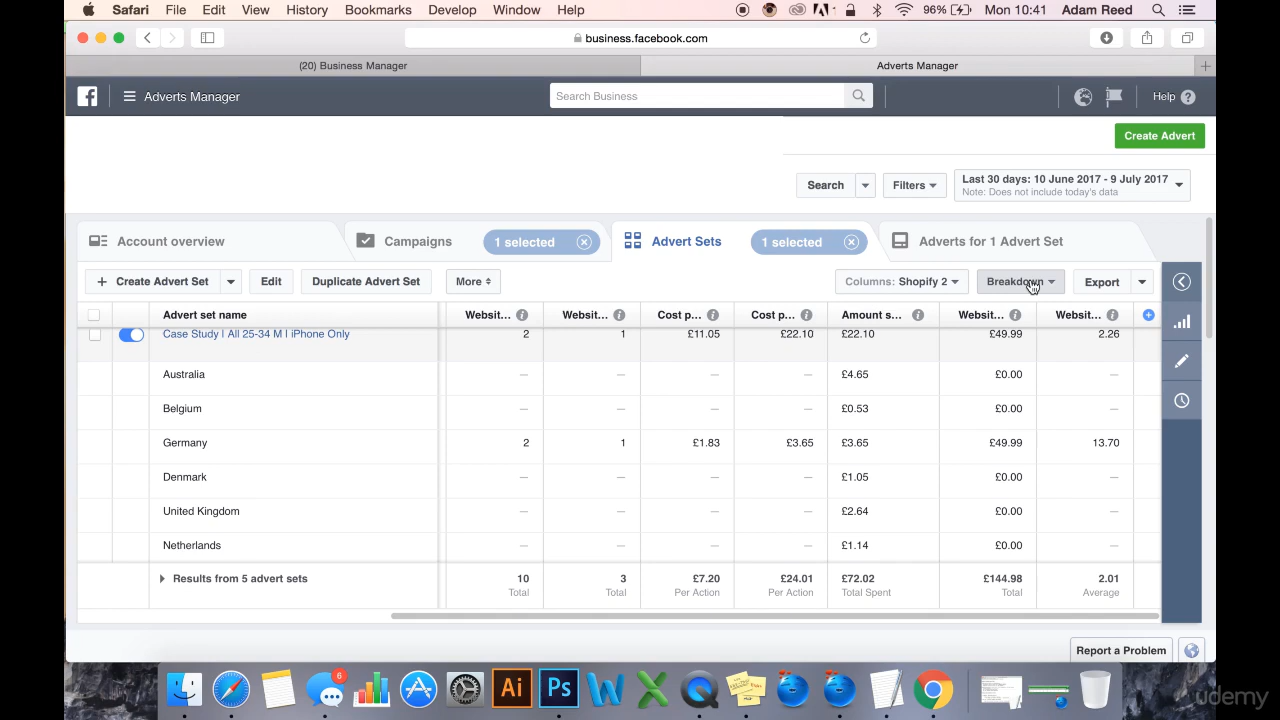 Safari File Edit View History Bookmarks Develop Window Help 96% Mon 10:41 Adam Reed
business.facebook.com
(20) Business Manager Adverts Manager +
f Adverts Manager Search Business Help ?
Create Advert
Search Filters Last 30 days: 10 June 2017 - 9 July 2017
Note: Does not include today's data
Account overview Campaigns 1 selected Advert Sets 1 selected Adverts for 1 Advert Set
+ Create Advert Set Edit Duplicate Advert Set More Columns: Shopify 2 Breakdown Export
Advert set name Websit... Websit... Cost p... Cost p... Amount s... Websit... Websit...
Case Study | All 25-34 M | iPhone Only 2 1 £11.05 £22.10 £22.10 £49.99 2.26
Australia — — — — £4.65 £0.00 —
Belgium — — — — £0.53 £0.00 —
Germany 2 1 £1.83 £3.65 £3.65 £49.99 13.70
Denmark — — — — £1.05 £0.00 —
United Kingdom — — — — £2.64 £0.00 —
Netherlands — — — — £1.14 £0.00 —
Results from 5 advert sets 10 3 £7.20 £24.01 £72.02 £144.98 2.01
Total Total Per Action Per Action Total Spent Total Average
Report a Problem
6 Ai Ps
udemy